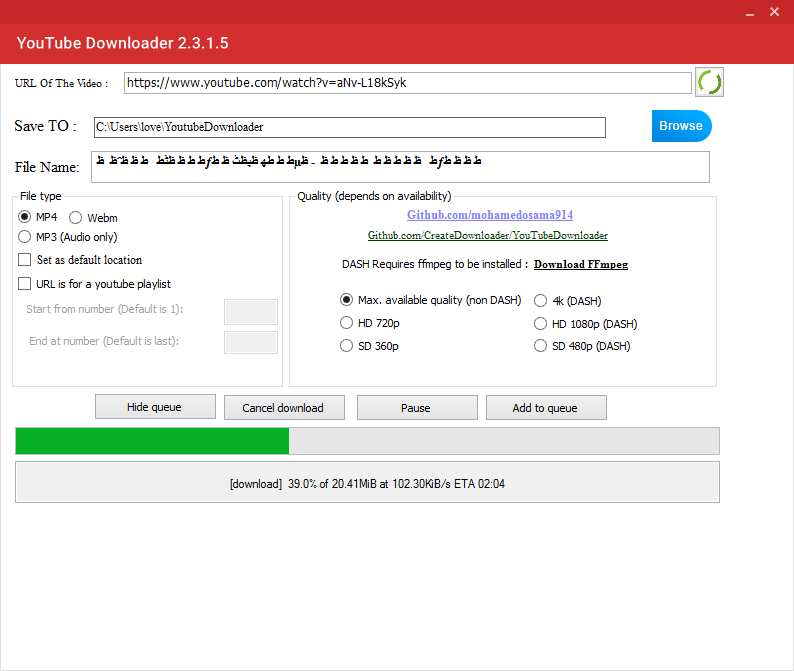 YouTube Downloader 2.3.1.5
URL Of The Video :
https://www.youtube.com/watch?v=aNv-L18kSyk
Save TO :
C:\Users\love\YoutubeDownloader
Browse
File Name:
File type
MP4
Webm
MP3 (Audio only)
Set as default location
URL is for a youtube playlist
Start from number (Default is 1):
End at number (Default is last):
Quality (depends on availability)
Github.com/mohamedosama914
Github.com/CreateDownloader/YouTubeDownloader
DASH Requires ffmpeg to be installed : Download FFmpeg
Max. available quality (non DASH)
4k (DASH)
HD 720p
HD 1080p (DASH)
SD 360p
SD 480p (DASH)
Hide queue
Cancel download
Pause
Add to queue
[download] 39.0% of 20.41MiB at 102.30KiB/s ETA 02:04